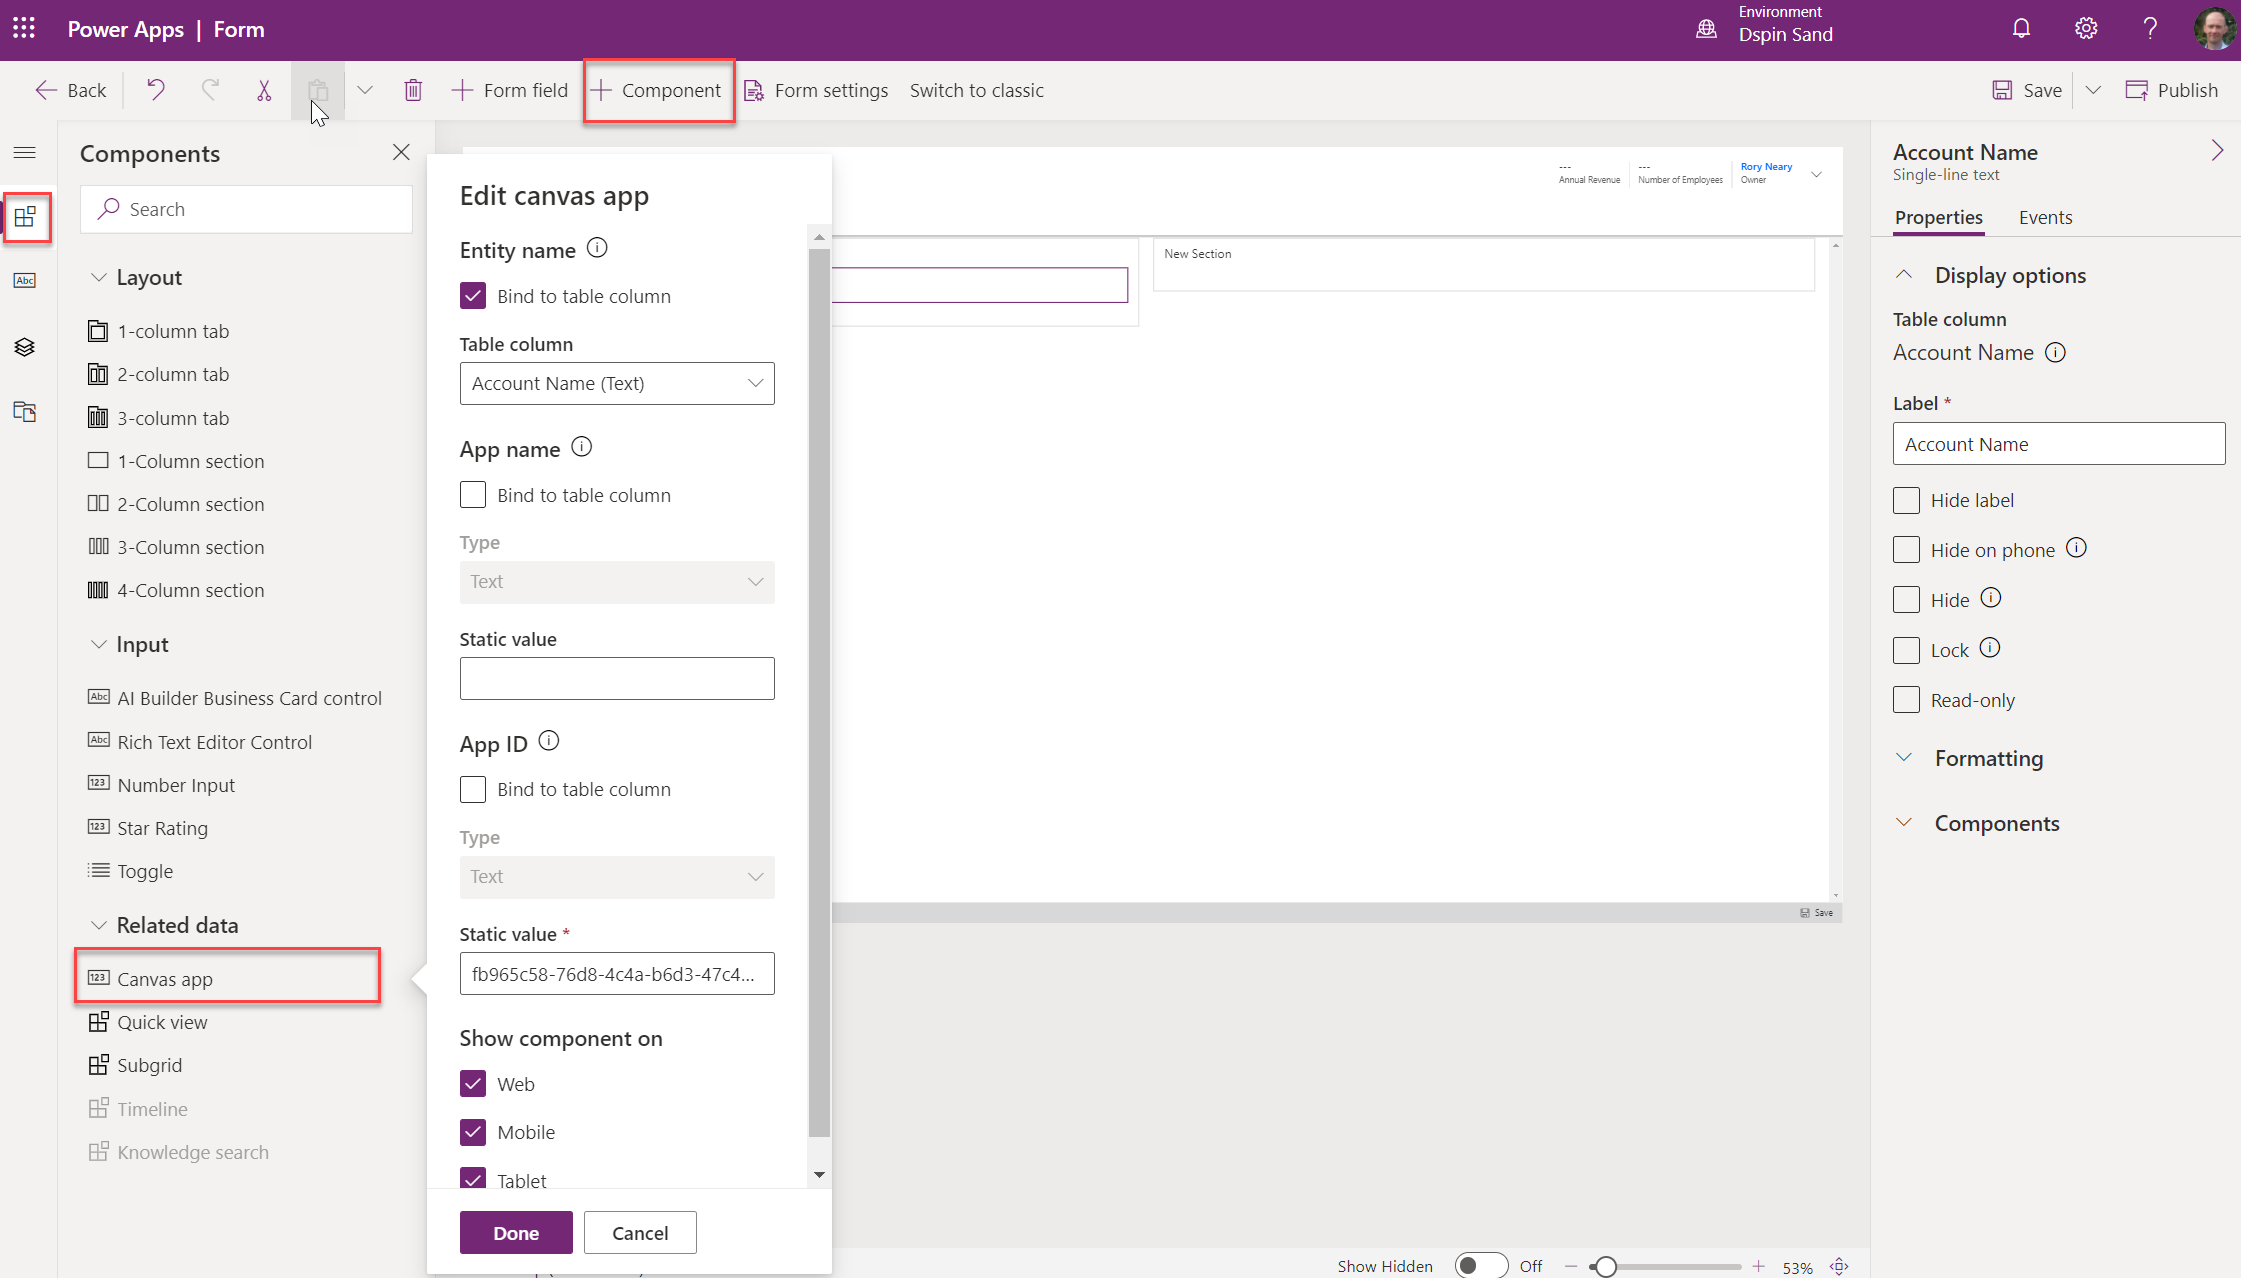 Power Apps | Form
Environment
Dspin Sand
Back
Form field
Component
Form settings
Switch to classic
Save
Publish
Components
Search
Layout
1-column tab
2-column tab
3-column tab
1-Column section
2-Column section
3-Column section
4-Column section
Input
Abc AI Builder Business Card control
Abc Rich Text Editor Control
123 Number Input
123 Star Rating
Toggle
Related data
123 Canvas app
Quick view
Subgrid
Timeline
Knowledge search
Abc
Edit canvas app
Entity name
Bind to table column
Table column
Account Name (Text)
App name
Bind to table column
Type
Text
Static value
App ID
Bind to table column
Type
Text
Static value *
fb965c58-76d8-4c4a-b6d3-47c4...
Show component on
Web
Mobile
Tablet
Done
Cancel
---
Annual Revenue
---
Number of Employees
Rory Neary
Owner
New Section
Save
Show Hidden
Off
53%
Account Name
Single-line text
Properties
Events
Display options
Table column
Account Name
Label *
Account Name
Hide label
Hide on phone
Hide
Lock
Read-only
Formatting
Components